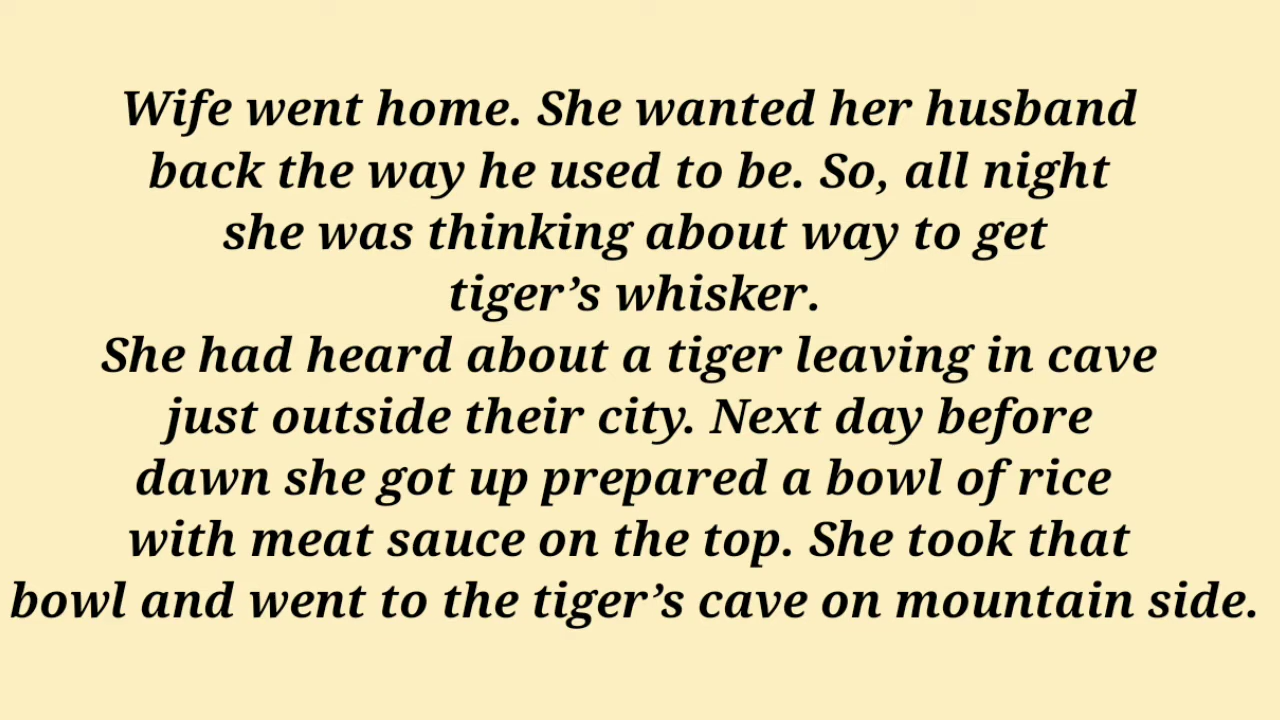 Wife went home. She wanted her husband
back the way he used to be. So, all night
she was thinking about way to get
tiger’s whisker.
She had heard about a tiger leaving in cave
just outside their city. Next day before
dawn she got up prepared a bowl of rice
with meat sauce on the top. She took that
bowl and went to the tiger’s cave on mountain side.